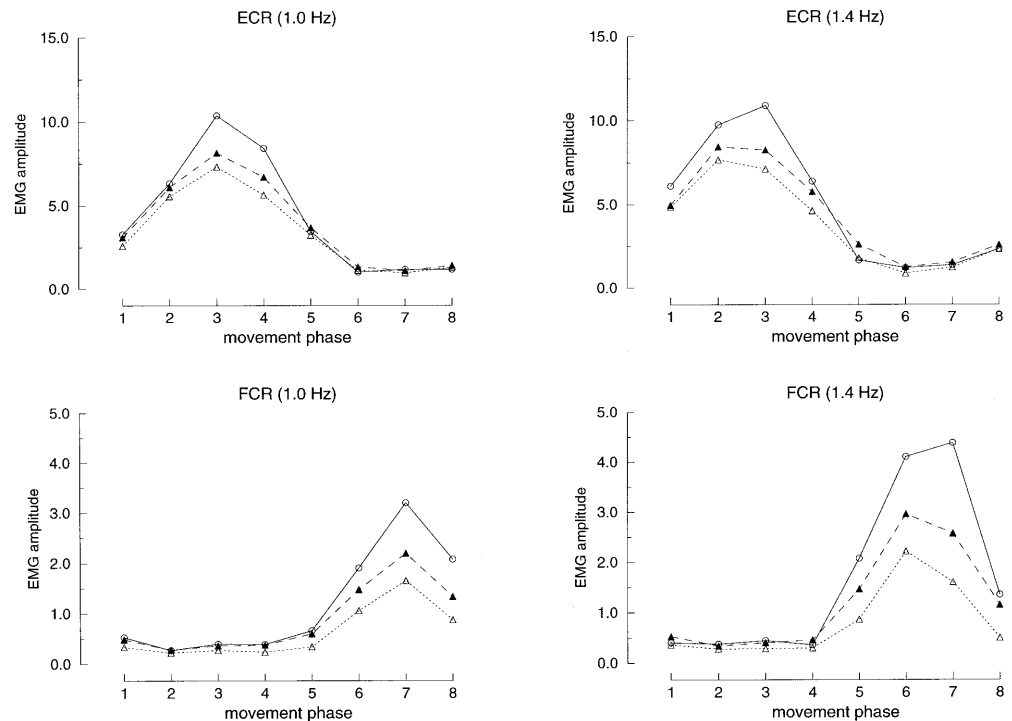 ECR (1.0 Hz)
15.0
10.0
5.0
0.0
EMG amplitude
1 2 3 4 5 6 7 8
movement phase
ECR (1.4 Hz)
15.0
10.0
5.0
0.0
EMG amplitude
1 2 3 4 5 6 7 8
movement phase
FCR (1.0 Hz)
5.0
4.0
3.0
2.0
1.0
0.0
EMG amplitude
1 2 3 4 5 6 7 8
movement phase
FCR (1.4 Hz)
5.0
4.0
3.0
2.0
1.0
0.0
EMG amplitude
1 2 3 4 5 6 7 8
movement phase